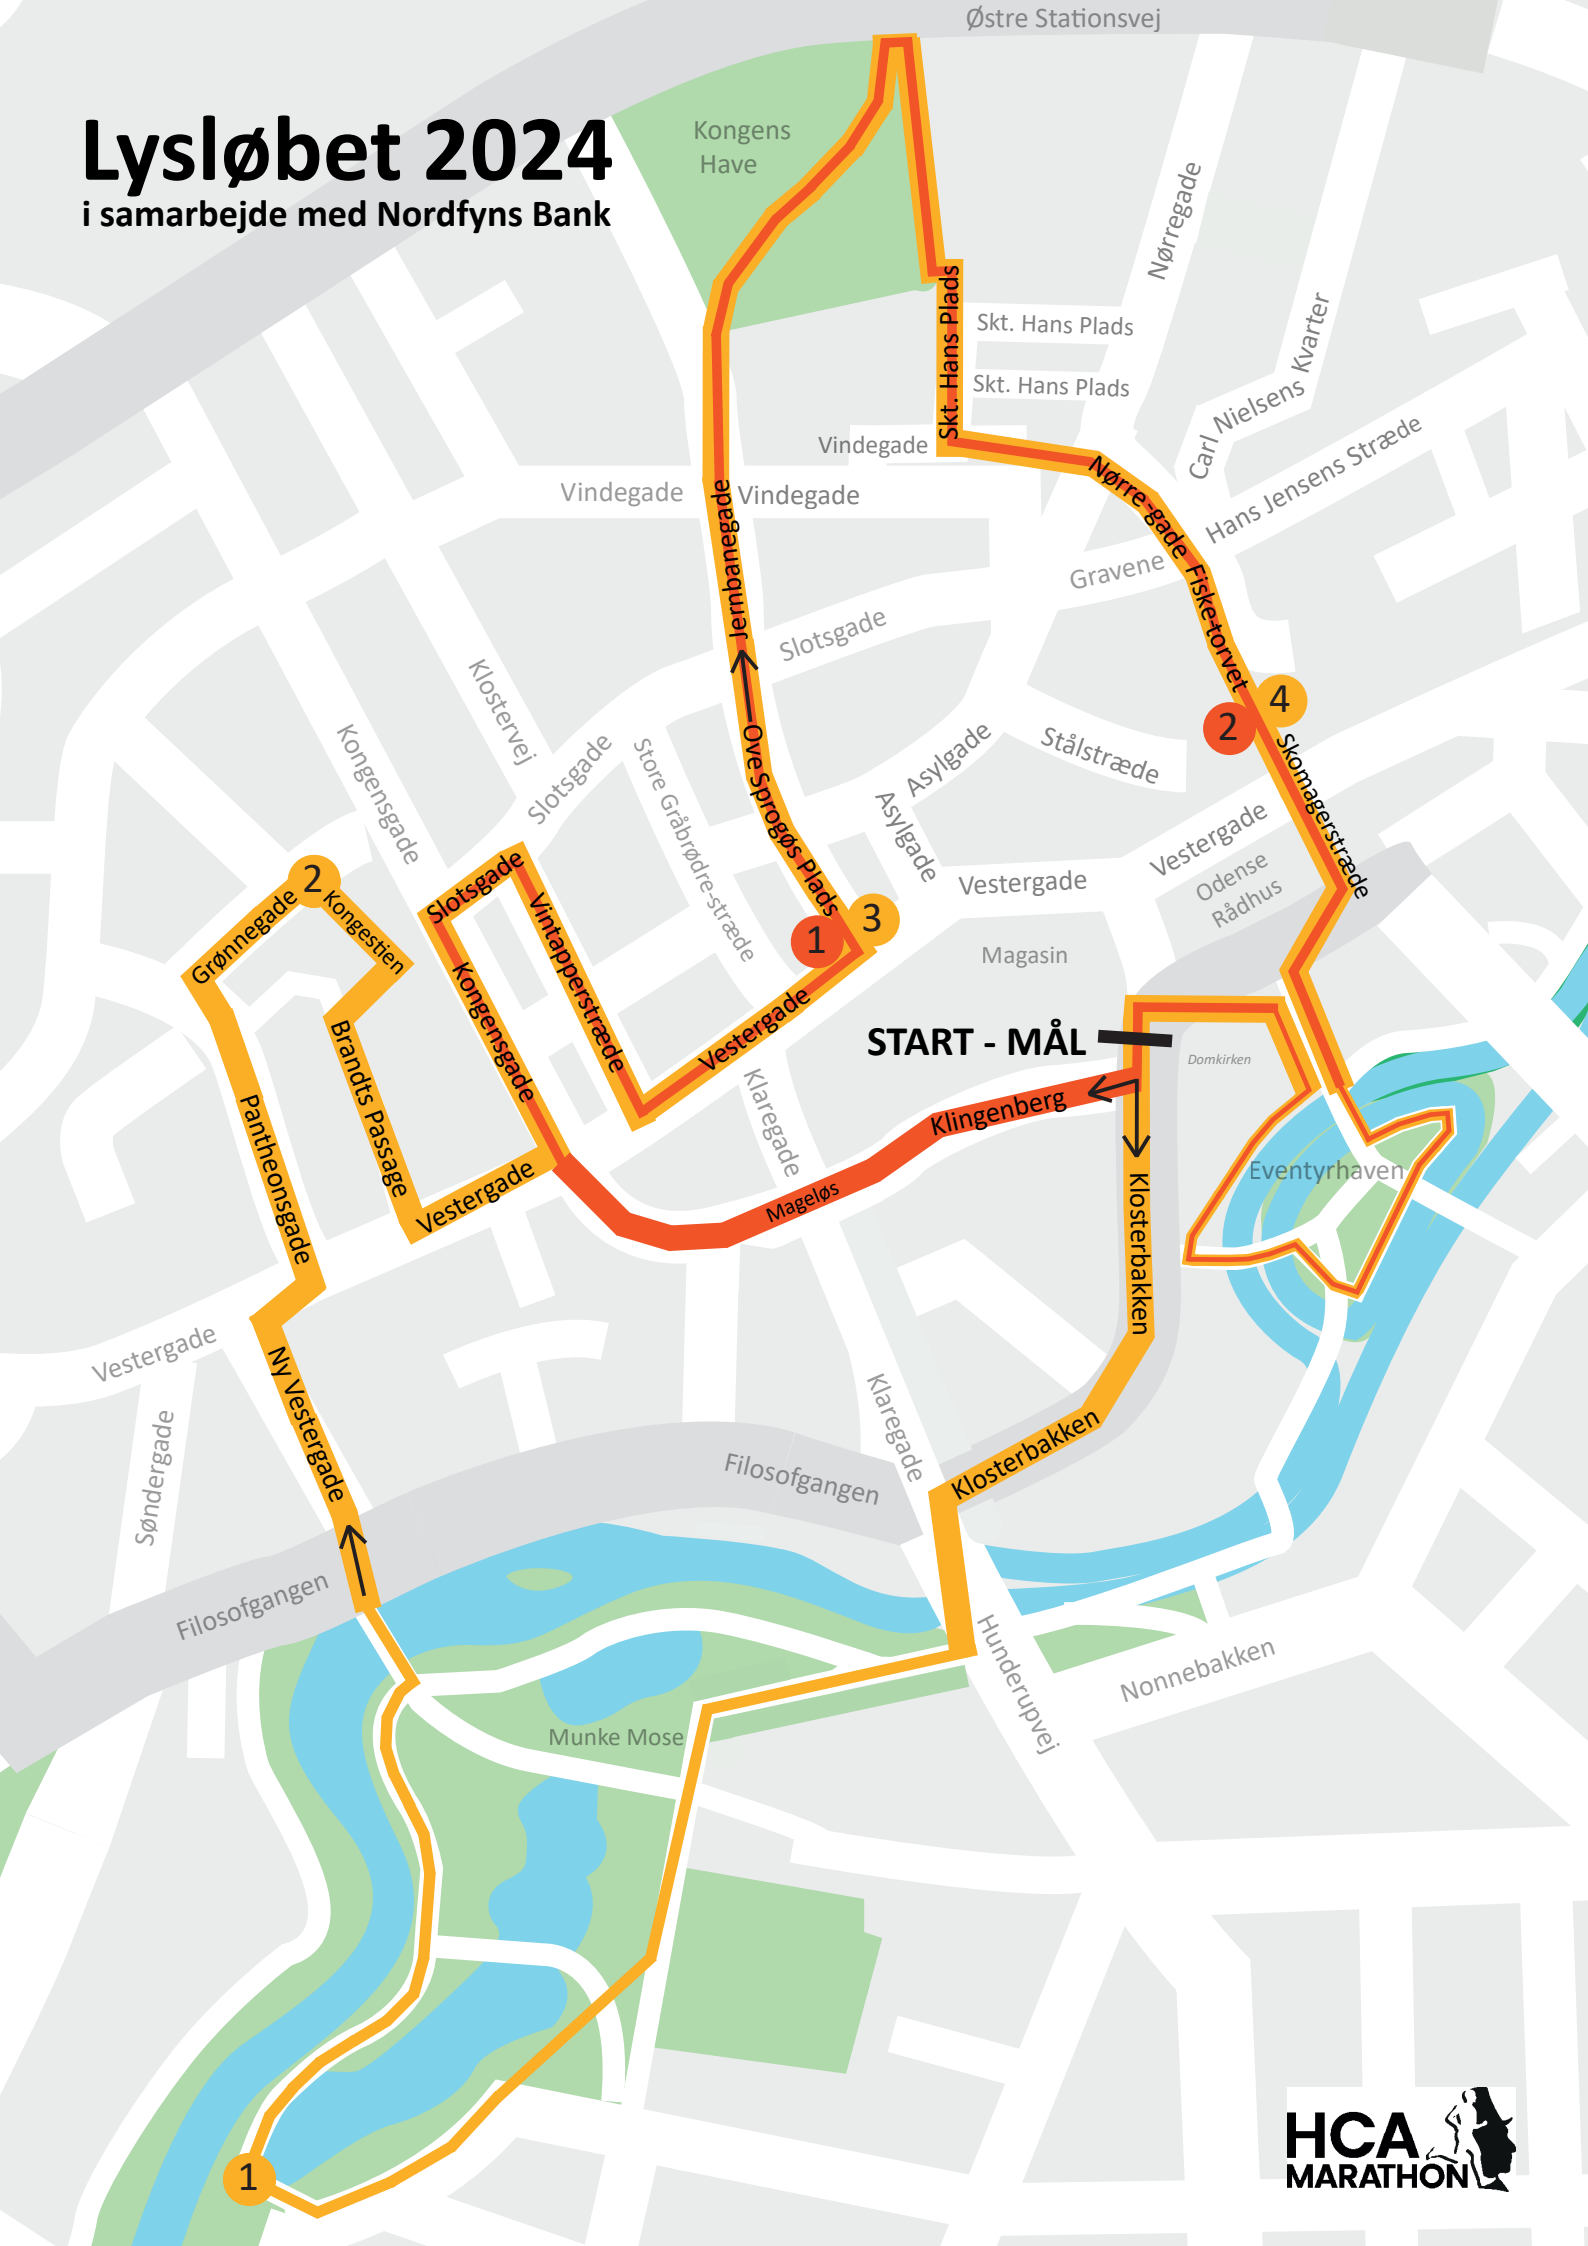 Østre Stationsvej
Lysløbet 2024
i samarbejde med Nordfyns Bank
Kongens
Have
Nørregade
Skt. Hans Plads
Skt. Hans Plads
Skt. Hans Plads
Carl Nielsens Kvarter
Hans Jensens Stræde
Vindegade
Vindegade
Vindegade
Nørre-gade
Jernbanegade
Gravene
Fiske-torvet
Slotsgade
Klostervej
Kongensgade
Slotsgade
Store Gråbrødre-stræde
Ove Sprogøs Plads
Asylgade
Asylgade
Stålstræde
4
2
Skomagerstræde
Vestergade
Vestergade
Odense
Rådhus
2
Grønnegade
Kongestien
Slotsgade
Vintapperstræde
1
3
Magasin
Kongensgade
Vestergade
START - MÅL
Domkirken
Brandts Passage
Pantheonsgade
Klaregade
Klingenberg
Mageløs
Vestergade
Eventyrhaven
Klosterbakken
Vestergade
Ny Vestergade
Søndergade
Klaregade
Klosterbakken
Filosofgangen
Filosofgangen
Hunderupvej
Nonnebakken
Munke Mose
1
HCA
MARATHON